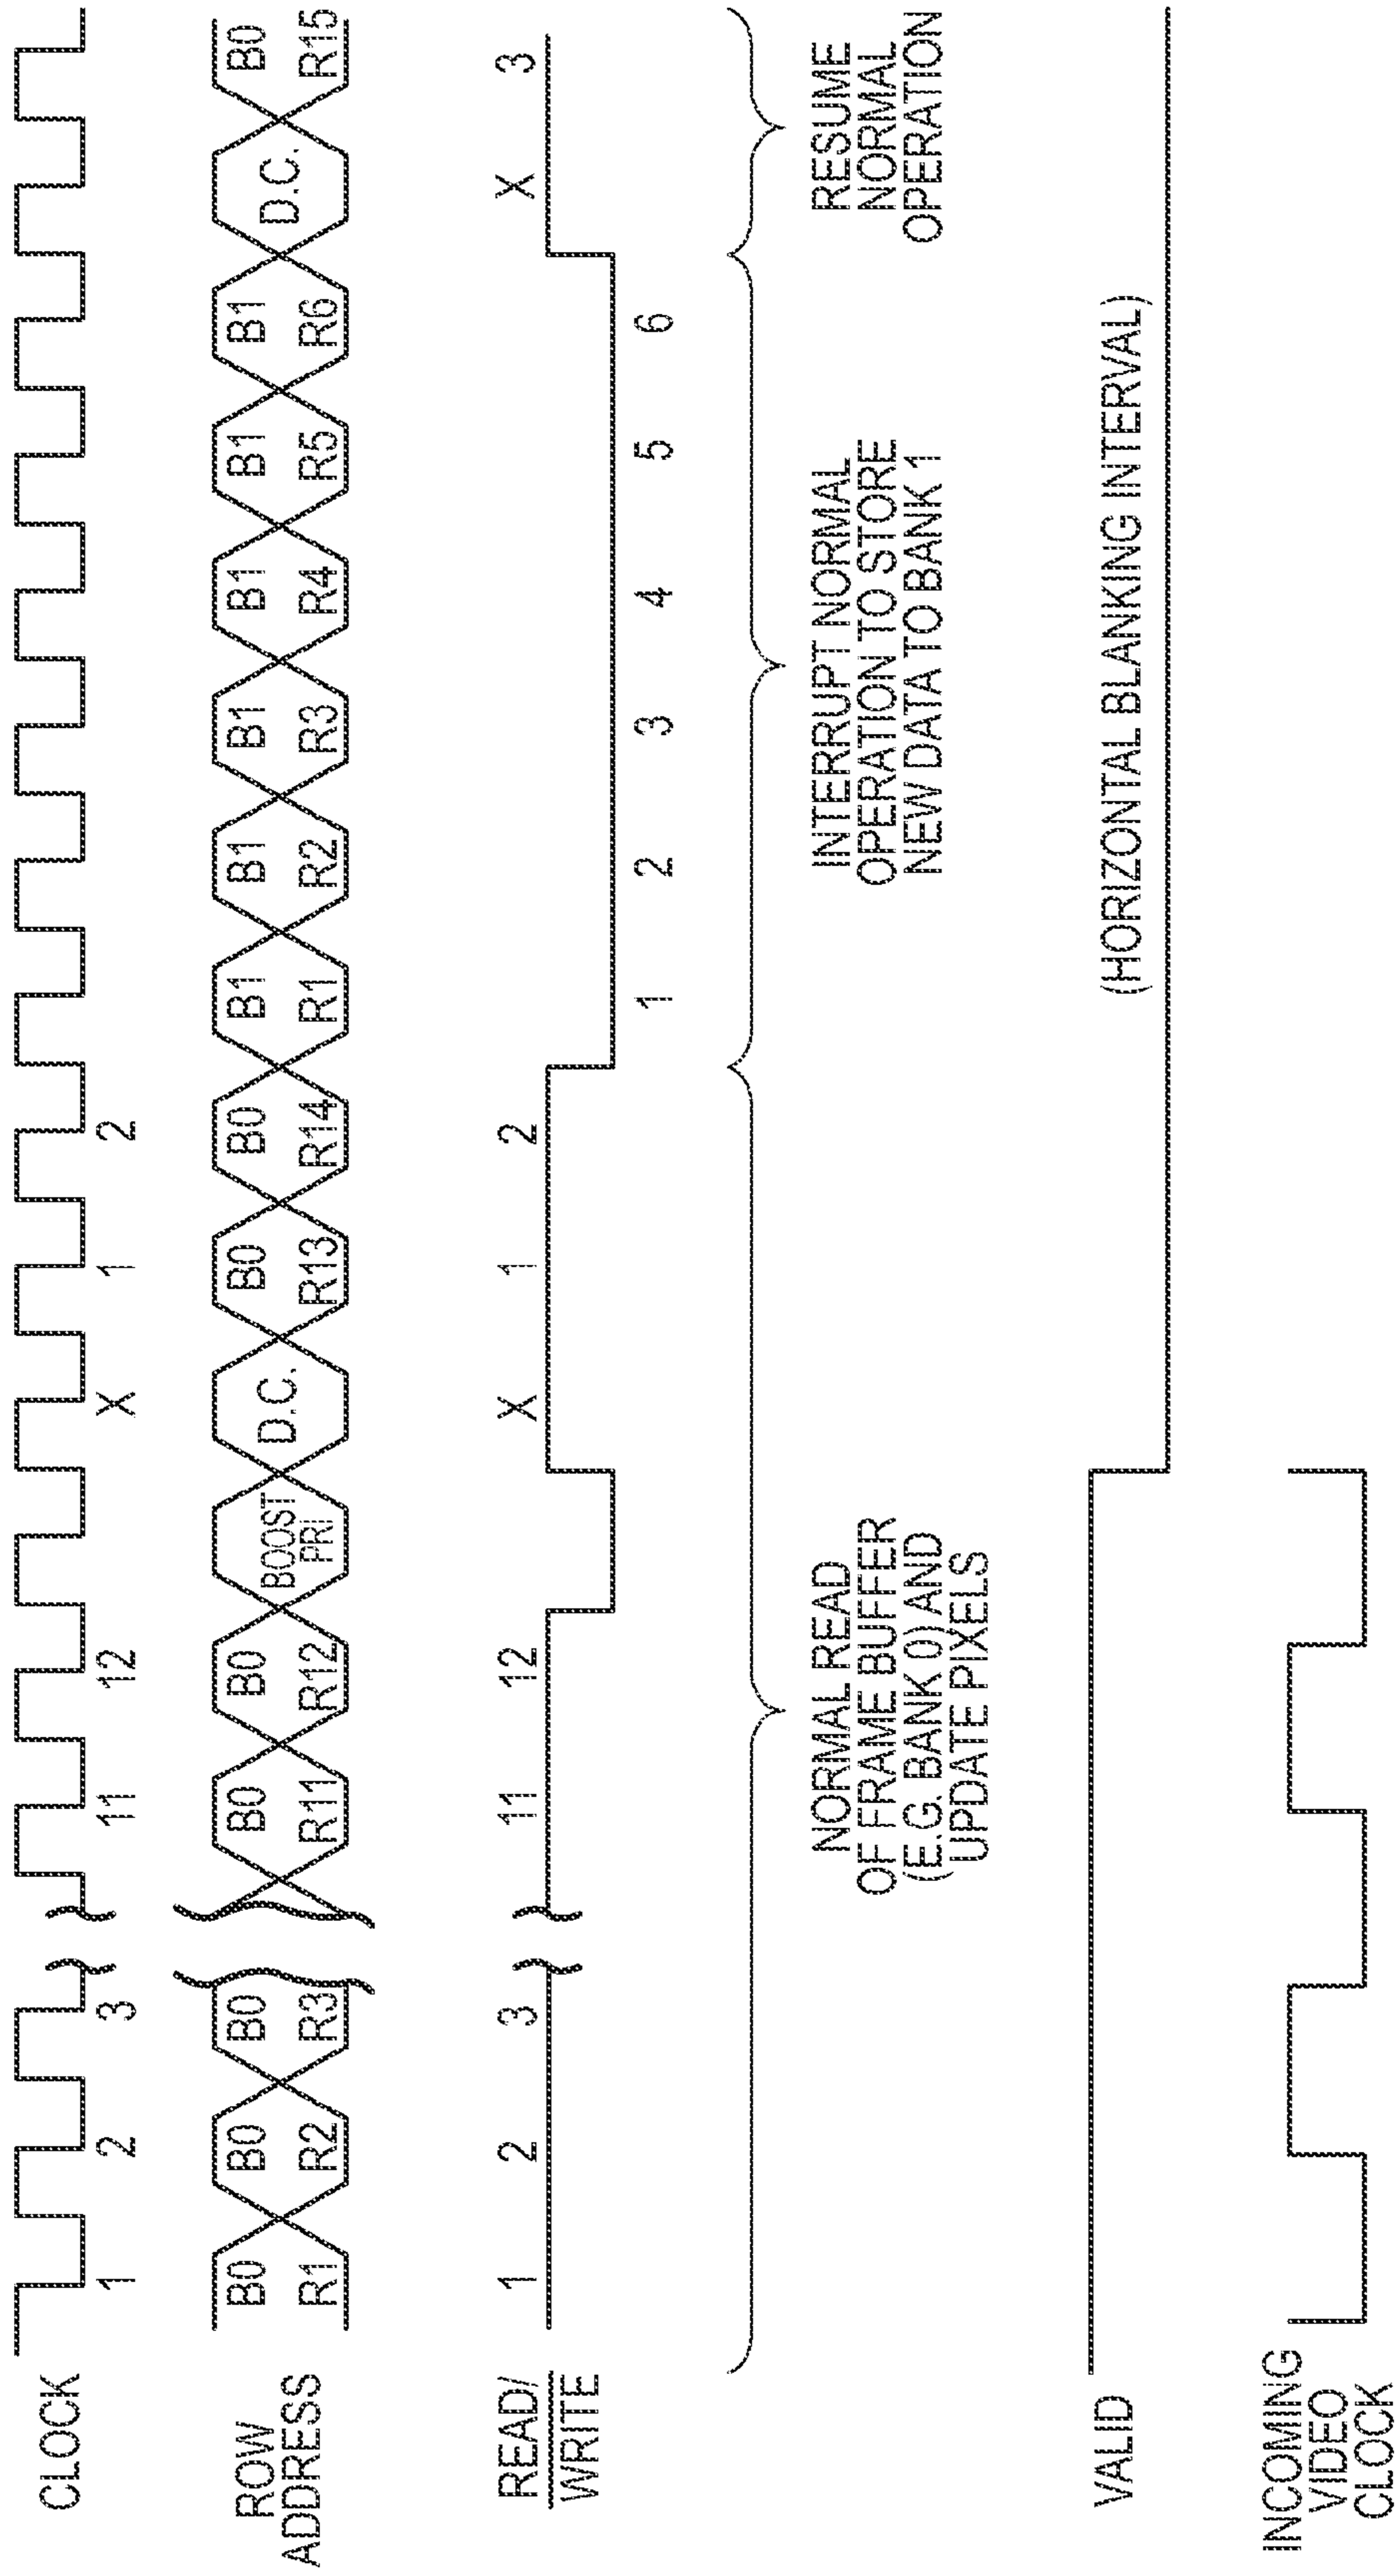 CLOCK
1 2 3 11 12 X 1 2
ROW
ADDRESS
B0 B0 B0 B0 B0 BOOST D.C. B0 B0 B1 B1 B1 B1 B1 B1 D.C. B0
R1 R2 R3 R11 R12 PRI R13 R14 R1 R2 R3 R4 R5 R6 R15
READ/
WRITE
1 2 3 11 12 X 1 2 X 3
1 2 3 4 5 6
NORMAL READ
OF FRAME BUFFER
(E.G. BANK 0) AND
UPDATE PIXELS
INTERRUPT NORMAL
OPERATION TO STORE
NEW DATA TO BANK 1
RESUME
NORMAL
OPERATION
VALID
(HORIZONTAL BLANKING INTERVAL)
INCOMING
VIDEO
CLOCK